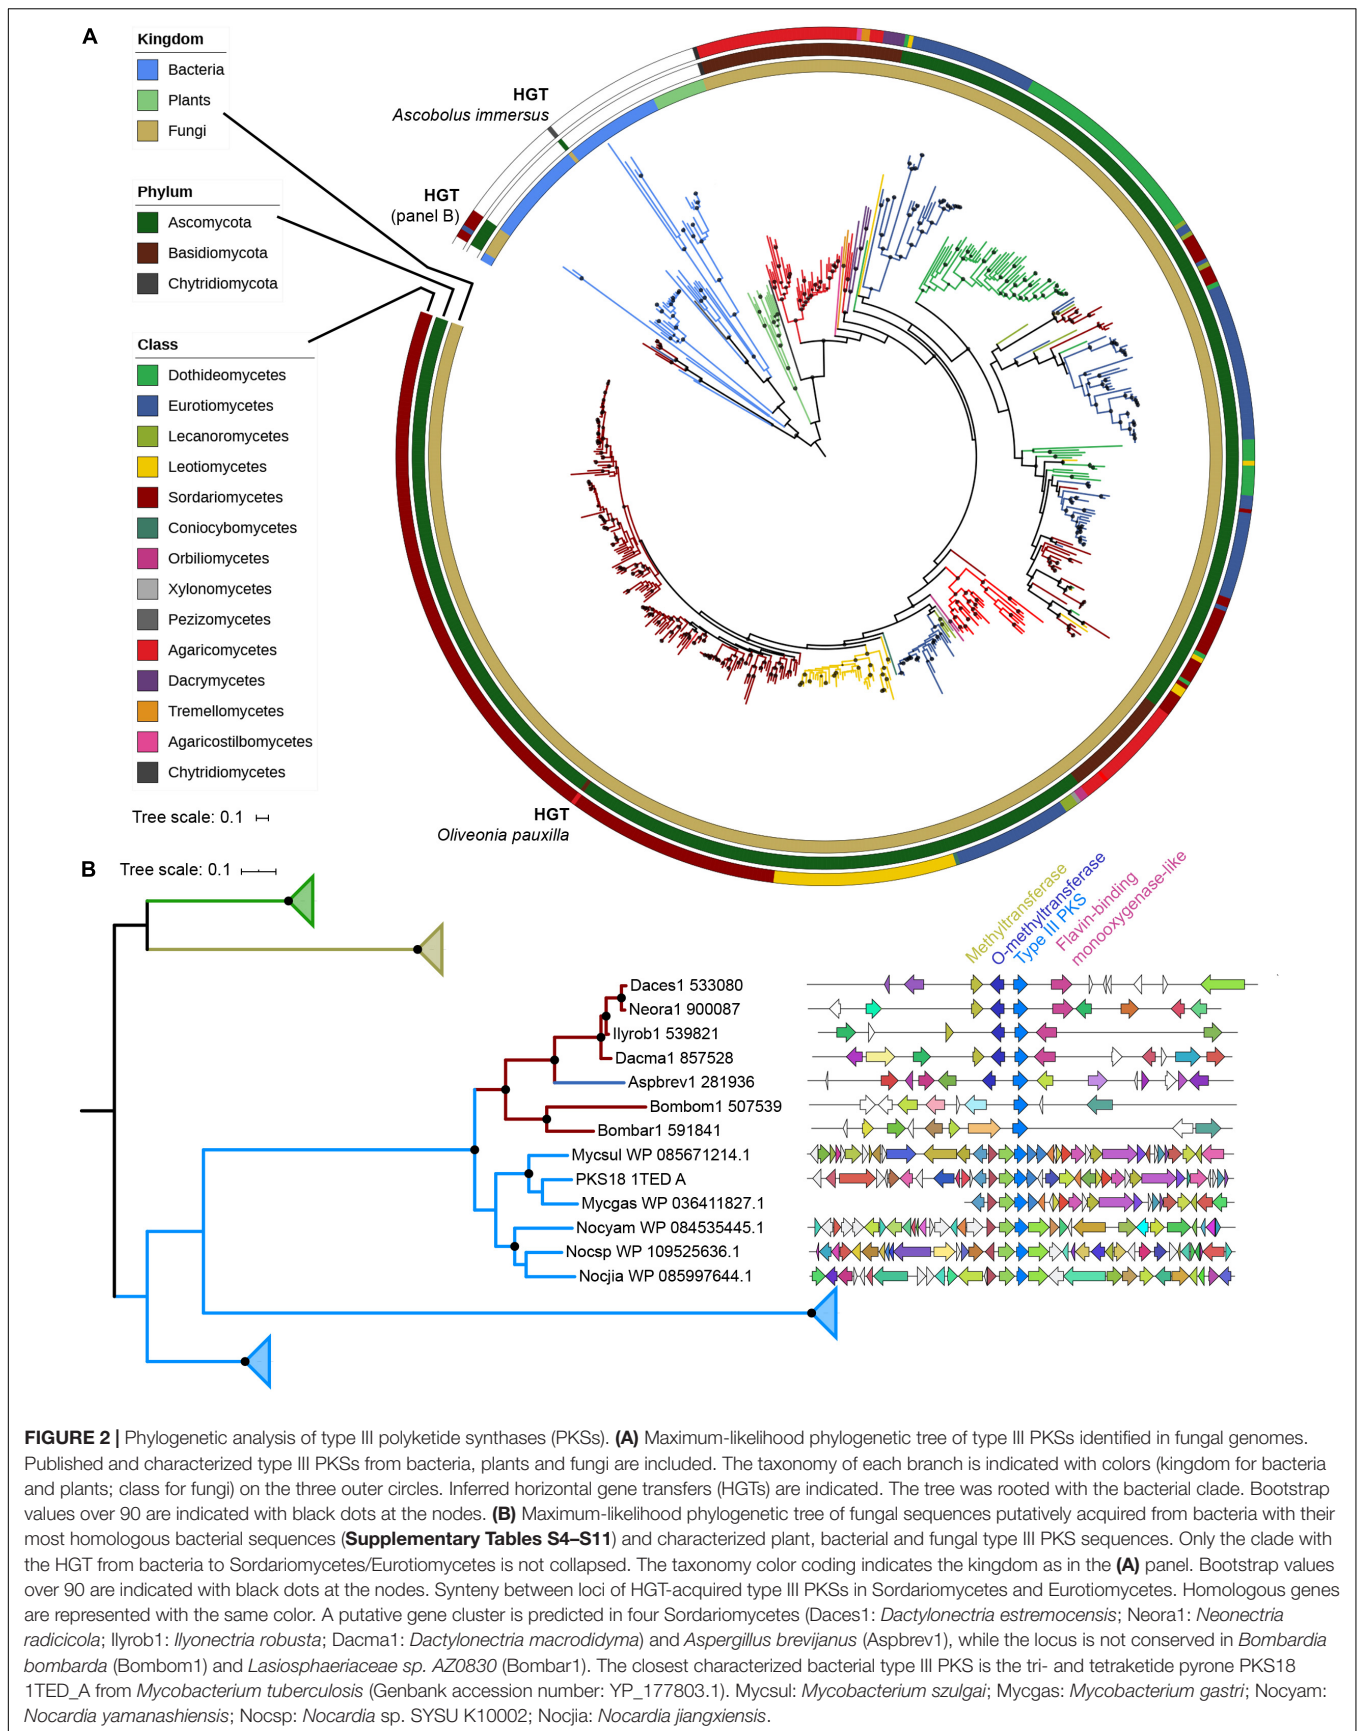 A
Kingdom
Bacteria
Plants
Fungi
Phylum
Ascomycota
Basidiomycota
Chytridiomycota
Class
Dothideomycetes
Eurotiomycetes
Lecanoromycetes
Leotiomycetes
Sordariomycetes
Coniocybomycetes
Orbiliomycetes
Xylonomycetes
Pezizomycetes
Agaricomycetes
Dacrymycetes
Tremellomycetes
Agaricostilbomycetes
Chytridiomycetes
Tree scale: 0.1
HGT
Ascobolus immersus
HGT
(panel B)
HGT
Oliveonia pauxilla
B
Tree scale: 0.1
Methyltransferase
O-methyltransferase
Type III PKS
Flavin-binding
monooxygenase-like
Daces1 533080
Neora1 900087
Ilyrob1 539821
Dacma1 857528
Aspbrev1 281936
Bombom1 507539
Bombar1 591841
Mycsul WP 085671214.1
PKS18 1TED A
Mycgas WP 036411827.1
Nocyam WP 084535445.1
Nocsp WP 109525636.1
Nocjia WP 085997644.1
FIGURE 2 | Phylogenetic analysis of type III polyketide synthases (PKSs). (A) Maximum-likelihood phylogenetic tree of type III PKSs identified in fungal genomes.
Published and characterized type III PKSs from bacteria, plants and fungi are included. The taxonomy of each branch is indicated with colors (kingdom for bacteria
and plants; class for fungi) on the three outer circles. Inferred horizontal gene transfers (HGTs) are indicated. The tree was rooted with the bacterial clade. Bootstrap
values over 90 are indicated with black dots at the nodes. (B) Maximum-likelihood phylogenetic tree of fungal sequences putatively acquired from bacteria with their
most homologous bacterial sequences (Supplementary Tables S4–S11) and characterized plant, bacterial and fungal type III PKS sequences. Only the clade with
the HGT from bacteria to Sordariomycetes/Eurotiomycetes is not collapsed. The taxonomy color coding indicates the kingdom as in the (A) panel. Bootstrap values
over 90 are indicated with black dots at the nodes. Synteny between loci of HGT-acquired type III PKSs in Sordariomycetes and Eurotiomycetes. Homologous genes
are represented with the same color. A putative gene cluster is predicted in four Sordariomycetes (Daces1: Dactylonectria estremocensis; Neora1: Neonectria
radicicola; Ilyrob1: Ilyonectria robusta; Dacma1: Dactylonectria macrodidyma) and Aspergillus brevijanus (Aspbrev1), while the locus is not conserved in Bombardia
bombarda (Bombom1) and Lasiosphaeriaceae sp. AZ0830 (Bombar1). The closest characterized bacterial type III PKS is the tri- and tetraketide pyrone PKS18
1TED_A from Mycobacterium tuberculosis (Genbank accession number: YP_177803.1). Mycsul: Mycobacterium szulgai; Mycgas: Mycobacterium gastri; Nocyam:
Nocardia yamanashiensis; Nocsp: Nocardia sp. SYSU K10002; Nocjia: Nocardia jiangxiensis.